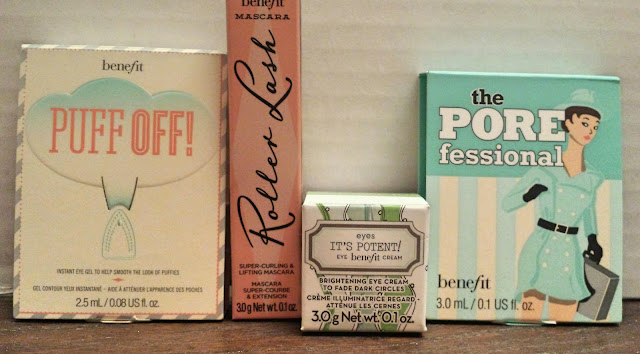 benefit
PUFF OFF!
INSTANT EYE GEL TO HELP SMOOTH THE LOOK OF PUFFIES
GEL CONTOUR YEUX INSTANTANÉ - AIDE À ATTÉNUER L'APPARENCE DES POCHES
2.5 mL / 0.08 US fl. oz.
benefit
MASCARA
Roller Lash
SUPER-CURLING &
LIFTING MASCARA
MASCARA
SUPER-COURBE
& EXTENSION
3.0 g Net wt. 0.1 oz.
eyes
IT'S POTENT!
EYE benefit CREAM
BRIGHTENING EYE CREAM
TO FADE DARK CIRCLES
CRÈME ILLUMINATRICE REGARD
ATTÉNUE LES CERNES
3.0 g Net wt. 0.1 oz.
the
PORE
fessional
benefit
3.0 mL / 0.1 US fl. oz.